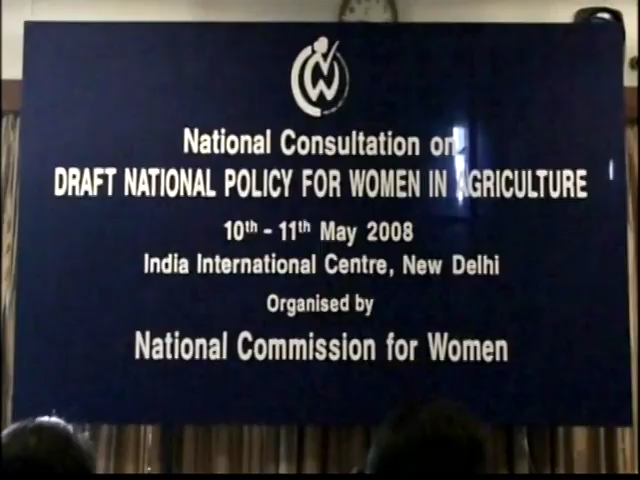 National Consultation on
DRAFT NATIONAL POLICY FOR WOMEN IN AGRICULTURE
10th - 11th May 2008
India International Centre, New Delhi
Organised by
National Commission for Women